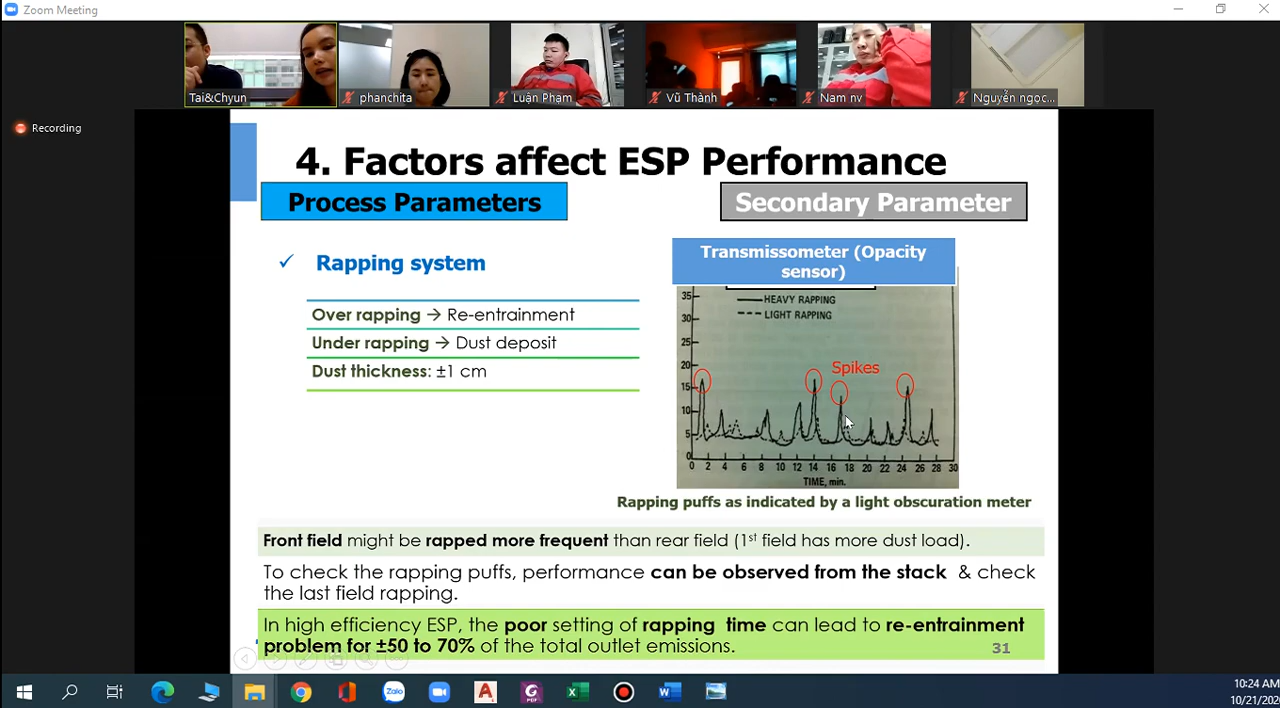 Zoom Meeting
Tai&Chyun
phanchita
Luận Phạm
Vũ Thành
Nam nv
Nguyễn ngọc...
Recording
4. Factors affect ESP Performance
Process Parameters
Secondary Parameter
✓ Rapping system
Over rapping → Re-entrainment
Under rapping → Dust deposit
Dust thickness: ±1 cm
Transmissometer (Opacity
sensor)
HEAVY RAPPING
LIGHT RAPPING
Spikes
35
30
25
20
15
10
5
0
0 2 4 6 8 10 12 14 16 18 20 22 24 26 28 30
TIME, min.
Rapping puffs as indicated by a light obscuration meter
Front field might be rapped more frequent than rear field (1st field has more dust load).
To check the rapping puffs, performance can be observed from the stack & check
the last field rapping.
In high efficiency ESP, the poor setting of rapping time can lead to re-entrainment
problem for ±50 to 70% of the total outlet emissions.
31
Zalo
10:24 AM